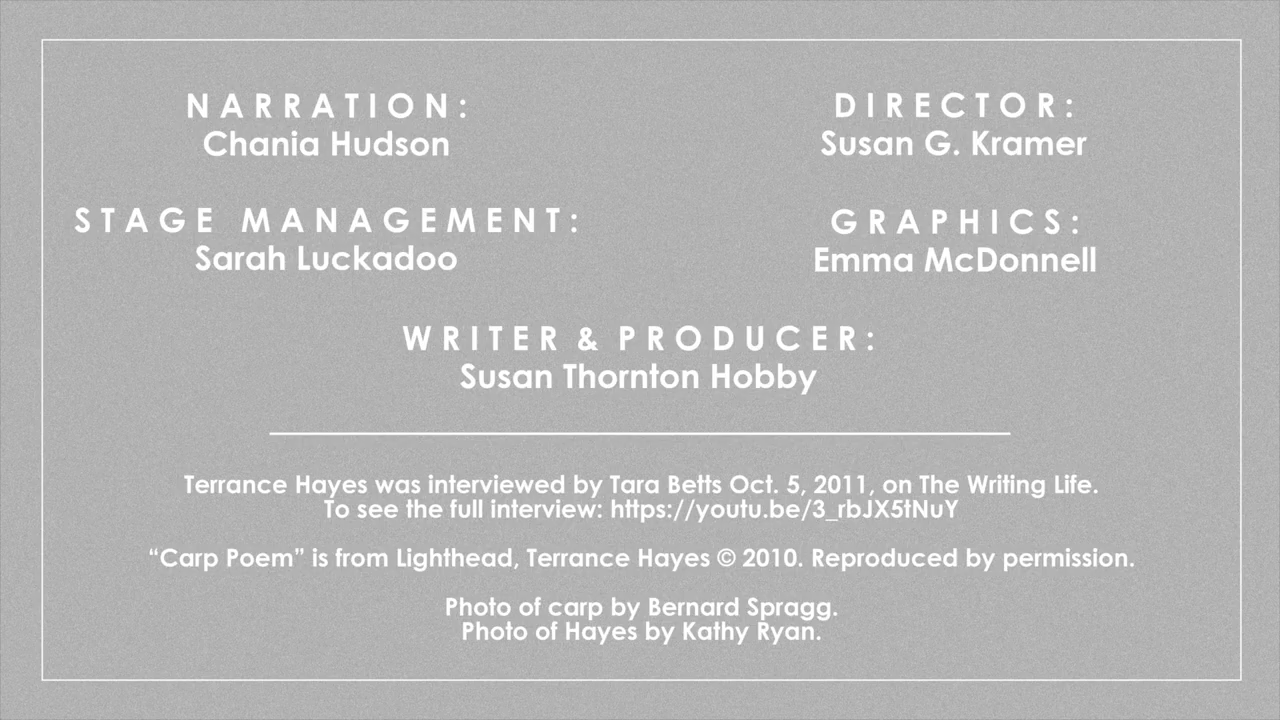 NARRATION:
Chania Hudson
DIRECTOR:
Susan G. Kramer
STAGE MANAGEMENT:
Sarah Luckadoo
GRAPHICS:
Emma McDonnell
WRITER & PRODUCER:
Susan Thornton Hobby
Terrance Hayes was interviewed by Tara Betts Oct. 5, 2011, on The Writing Life.
To see the full interview: https://youtu.be/3_rbJX5tNuY
“Carp Poem” is from Lighthead, Terrance Hayes © 2010. Reproduced by permission.
Photo of carp by Bernard Spragg.
Photo of Hayes by Kathy Ryan.